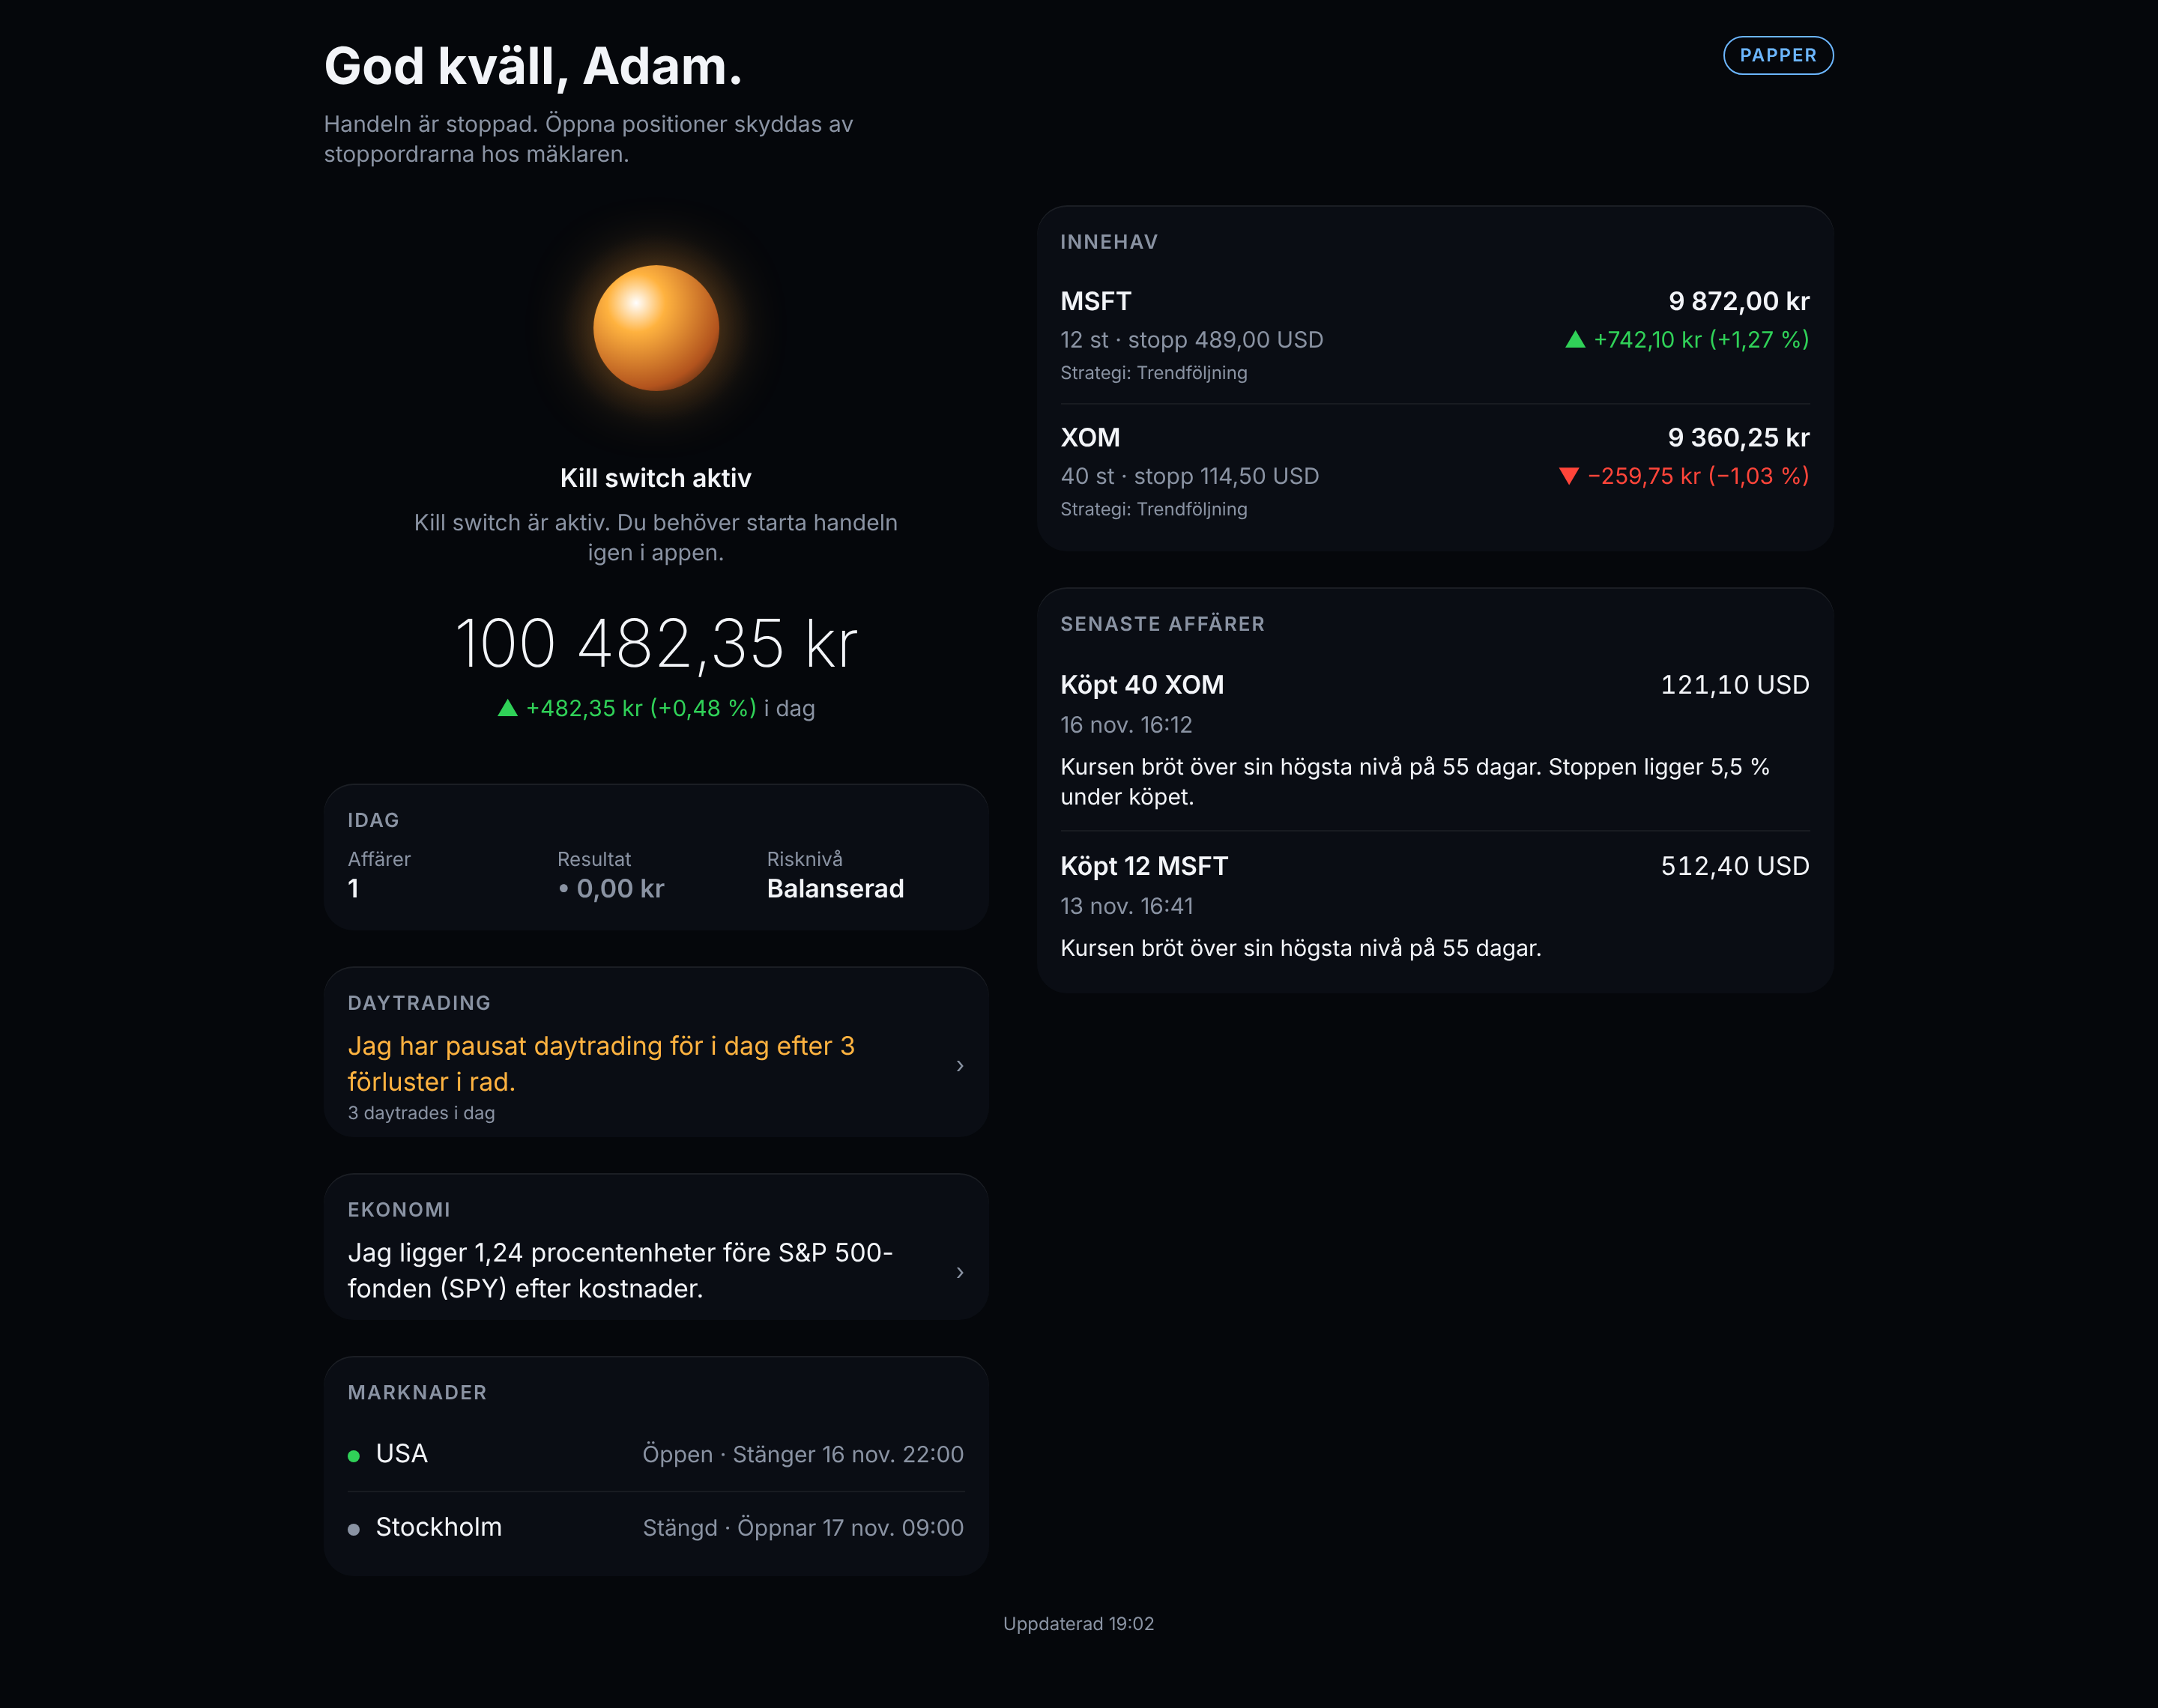 God kväll, Adam.
PAPPER
Handeln är stoppad. Öppna positioner skyddas av
stoppordrarna hos mäklaren.
Kill switch aktiv
Kill switch är aktiv. Du behöver starta handeln
igen i appen.
100 482,35 kr
▲ +482,35 kr (+0,48 %) i dag
IDAG
Affärer Resultat Risknivå
1 • 0,00 kr Balanserad
DAYTRADING
Jag har pausat daytrading för i dag efter 3
förluster i rad.
›
3 daytrades i dag
EKONOMI
Jag ligger 1,24 procentenheter före S&P 500-
fonden (SPY) efter kostnader.
›
MARKNADER
USA Öppen · Stänger 16 nov. 22:00
Stockholm Stängd · Öppnar 17 nov. 09:00
INNEHAV
MSFT 9 872,00 kr
12 st · stopp 489,00 USD ▲ +742,10 kr (+1,27 %)
Strategi: Trendföljning
XOM 9 360,25 kr
40 st · stopp 114,50 USD ▼ −259,75 kr (−1,03 %)
Strategi: Trendföljning
SENASTE AFFÄRER
Köpt 40 XOM 121,10 USD
16 nov. 16:12
Kursen bröt över sin högsta nivå på 55 dagar. Stoppen ligger 5,5 %
under köpet.
Köpt 12 MSFT 512,40 USD
13 nov. 16:41
Kursen bröt över sin högsta nivå på 55 dagar.
Uppdaterad 19:02